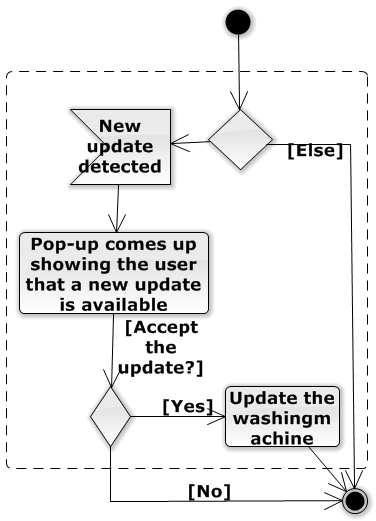 New
update
detected
[Else]
Pop-up comes up
showing the user
that a new update
is available
[Accept
the
update?]
[Yes]
Update the
washingm
achine
[No]